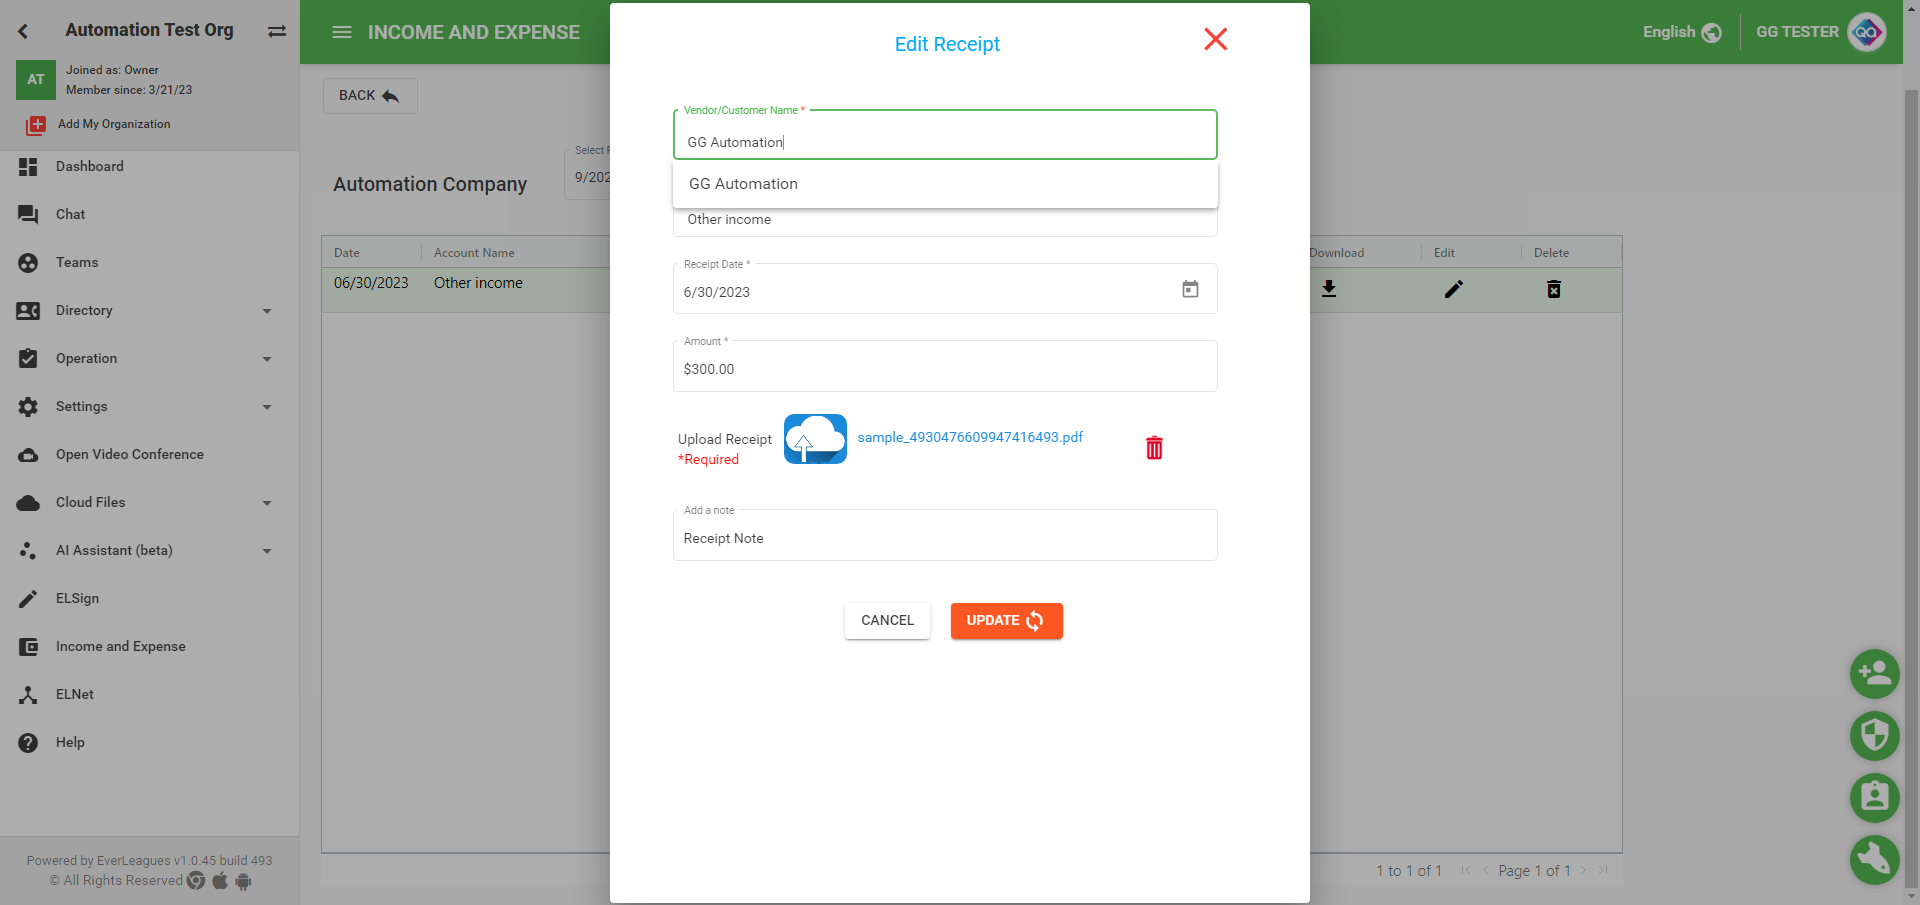 Automation Test Org
AT
Joined as: Owner
Member since: 3/21/23
Add My Organization
Dashboard
Chat
Teams
Directory
Operation
Settings
Open Video Conference
Cloud Files
AI Assistant (beta)
ELSign
Income and Expense
ELNet
Help
Powered by EverLeagues v1.0.45 build 493
© All Rights Reserved
INCOME AND EXPENSE
English
GG TESTER
QA
BACK
Automation Company
Select
9/202
Date
Account Name
Download
Edit
Delete
06/30/2023
Other income
1 to 1 of 1
Page 1 of 1
Edit Receipt
Vendor/Customer Name *
GG Automation
GG Automation
Other income
Receipt Date *
6/30/2023
Amount *
$300.00
Upload Receipt
*Required
sample_4930476609947416493.pdf
Add a note
Receipt Note
CANCEL
UPDATE